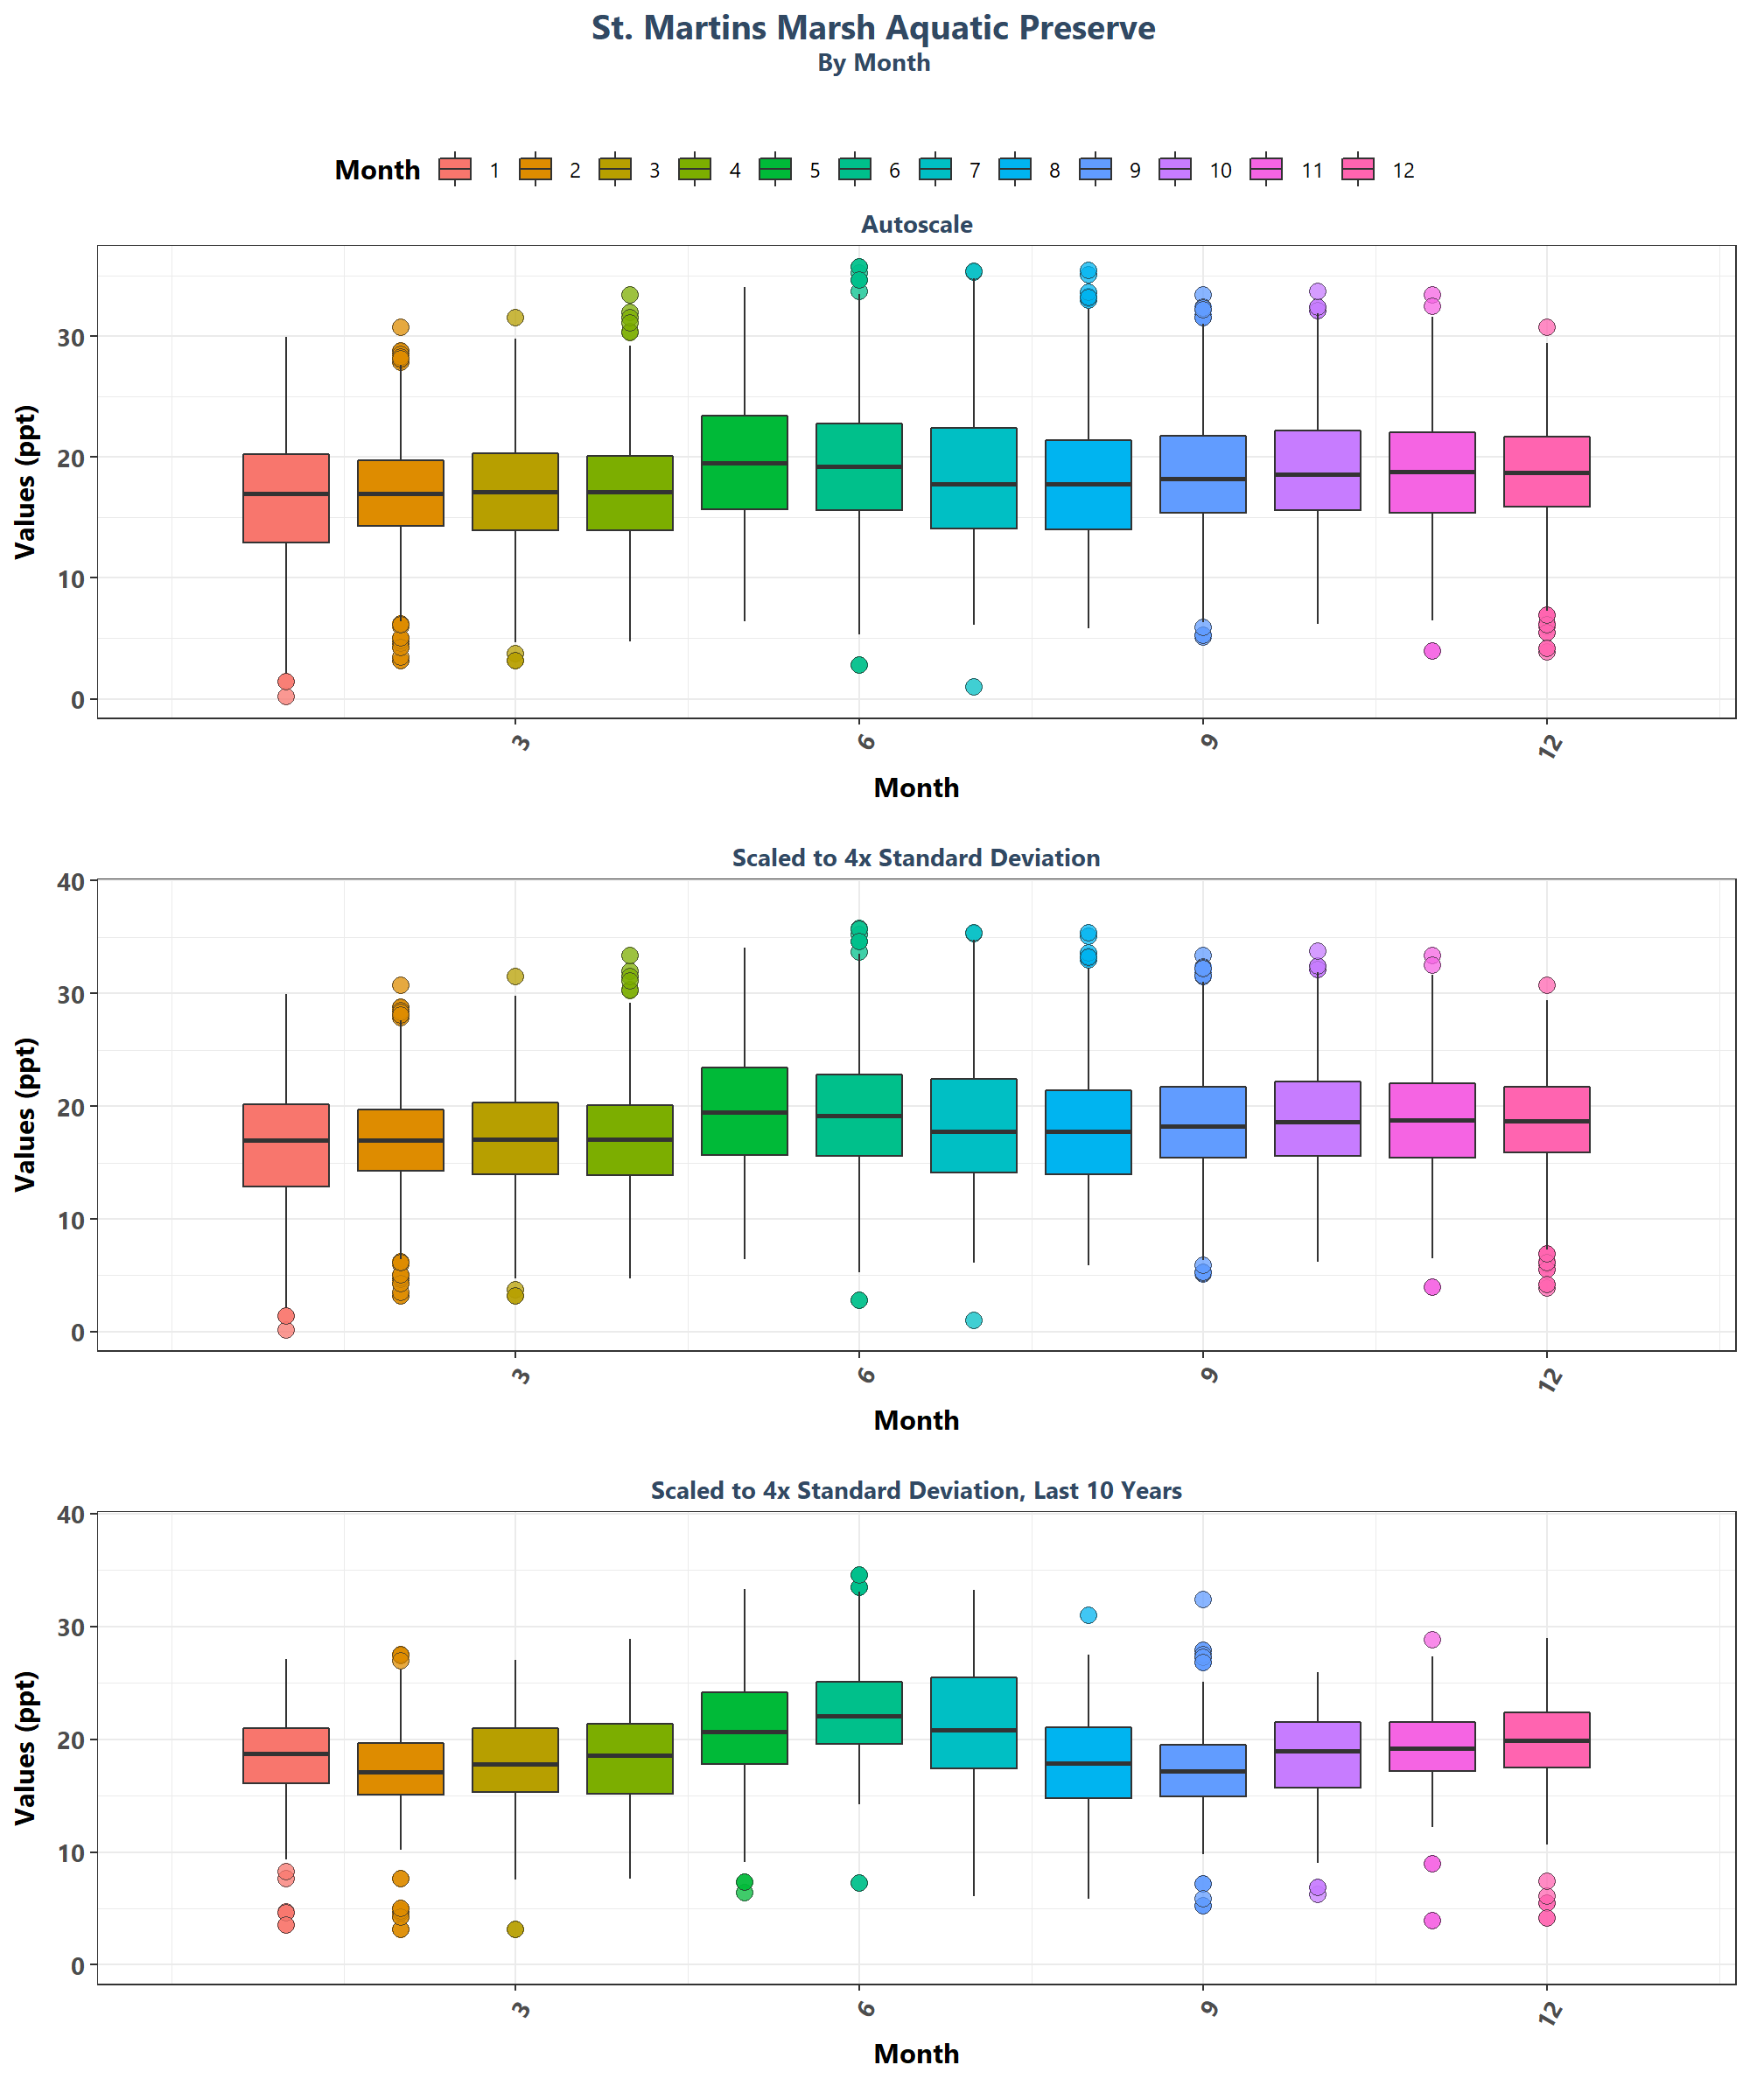 St. Martins Marsh Aquatic Preserve
By Month
Month 1 2 3 4 5 6 7 8 9 10 11 12
Autoscale
Values (ppt)
30
20
10
0
3 6 9 12
Month
Scaled to 4x Standard Deviation
Values (ppt)
40
30
20
10
0
3 6 9 12
Month
Scaled to 4x Standard Deviation, Last 10 Years
Values (ppt)
40
30
20
10
0
3 6 9 12
Month